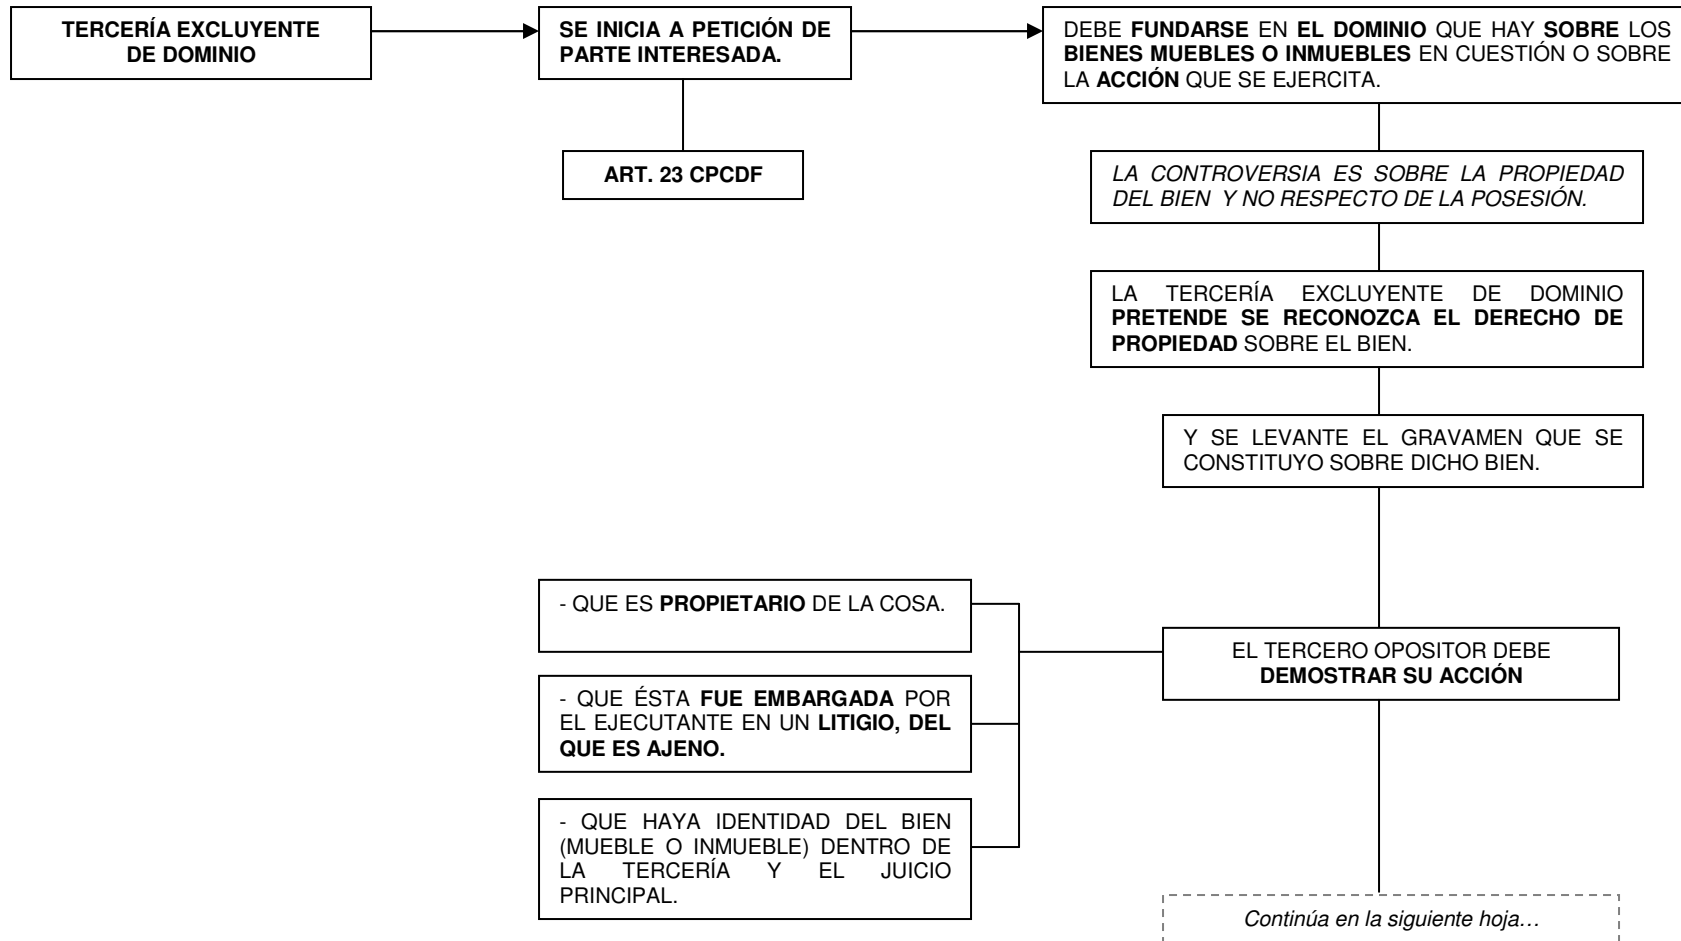 TERCERÍA EXCLUYENTE
DE DOMINIO
SE INICIA A PETICIÓN DE
PARTE INTERESADA.
DEBE FUNDARSE EN EL DOMINIO QUE HAY SOBRE LOS
BIENES MUEBLES O INMUEBLES EN CUESTIÓN O SOBRE
LA ACCIÓN QUE SE EJERCITA.
ART. 23 CPCDF
LA CONTROVERSIA ES SOBRE LA PROPIEDAD
DEL BIEN Y NO RESPECTO DE LA POSESIÓN.
LA TERCERÍA EXCLUYENTE DE DOMINIO
PRETENDE SE RECONOZCA EL DERECHO DE
PROPIEDAD SOBRE EL BIEN.
Y SE LEVANTE EL GRAVAMEN QUE SE
CONSTITUYO SOBRE DICHO BIEN.
EL TERCERO OPOSITOR DEBE
DEMOSTRAR SU ACCIÓN
- QUE ES PROPIETARIO DE LA COSA.
- QUE ÉSTA FUE EMBARGADA POR
EL EJECUTANTE EN UN LITIGIO, DEL
QUE ES AJENO.
- QUE HAYA IDENTIDAD DEL BIEN
(MUEBLE O INMUEBLE) DENTRO DE
LA TERCERÍA Y EL JUICIO
PRINCIPAL.
Continúa en la siguiente hoja…